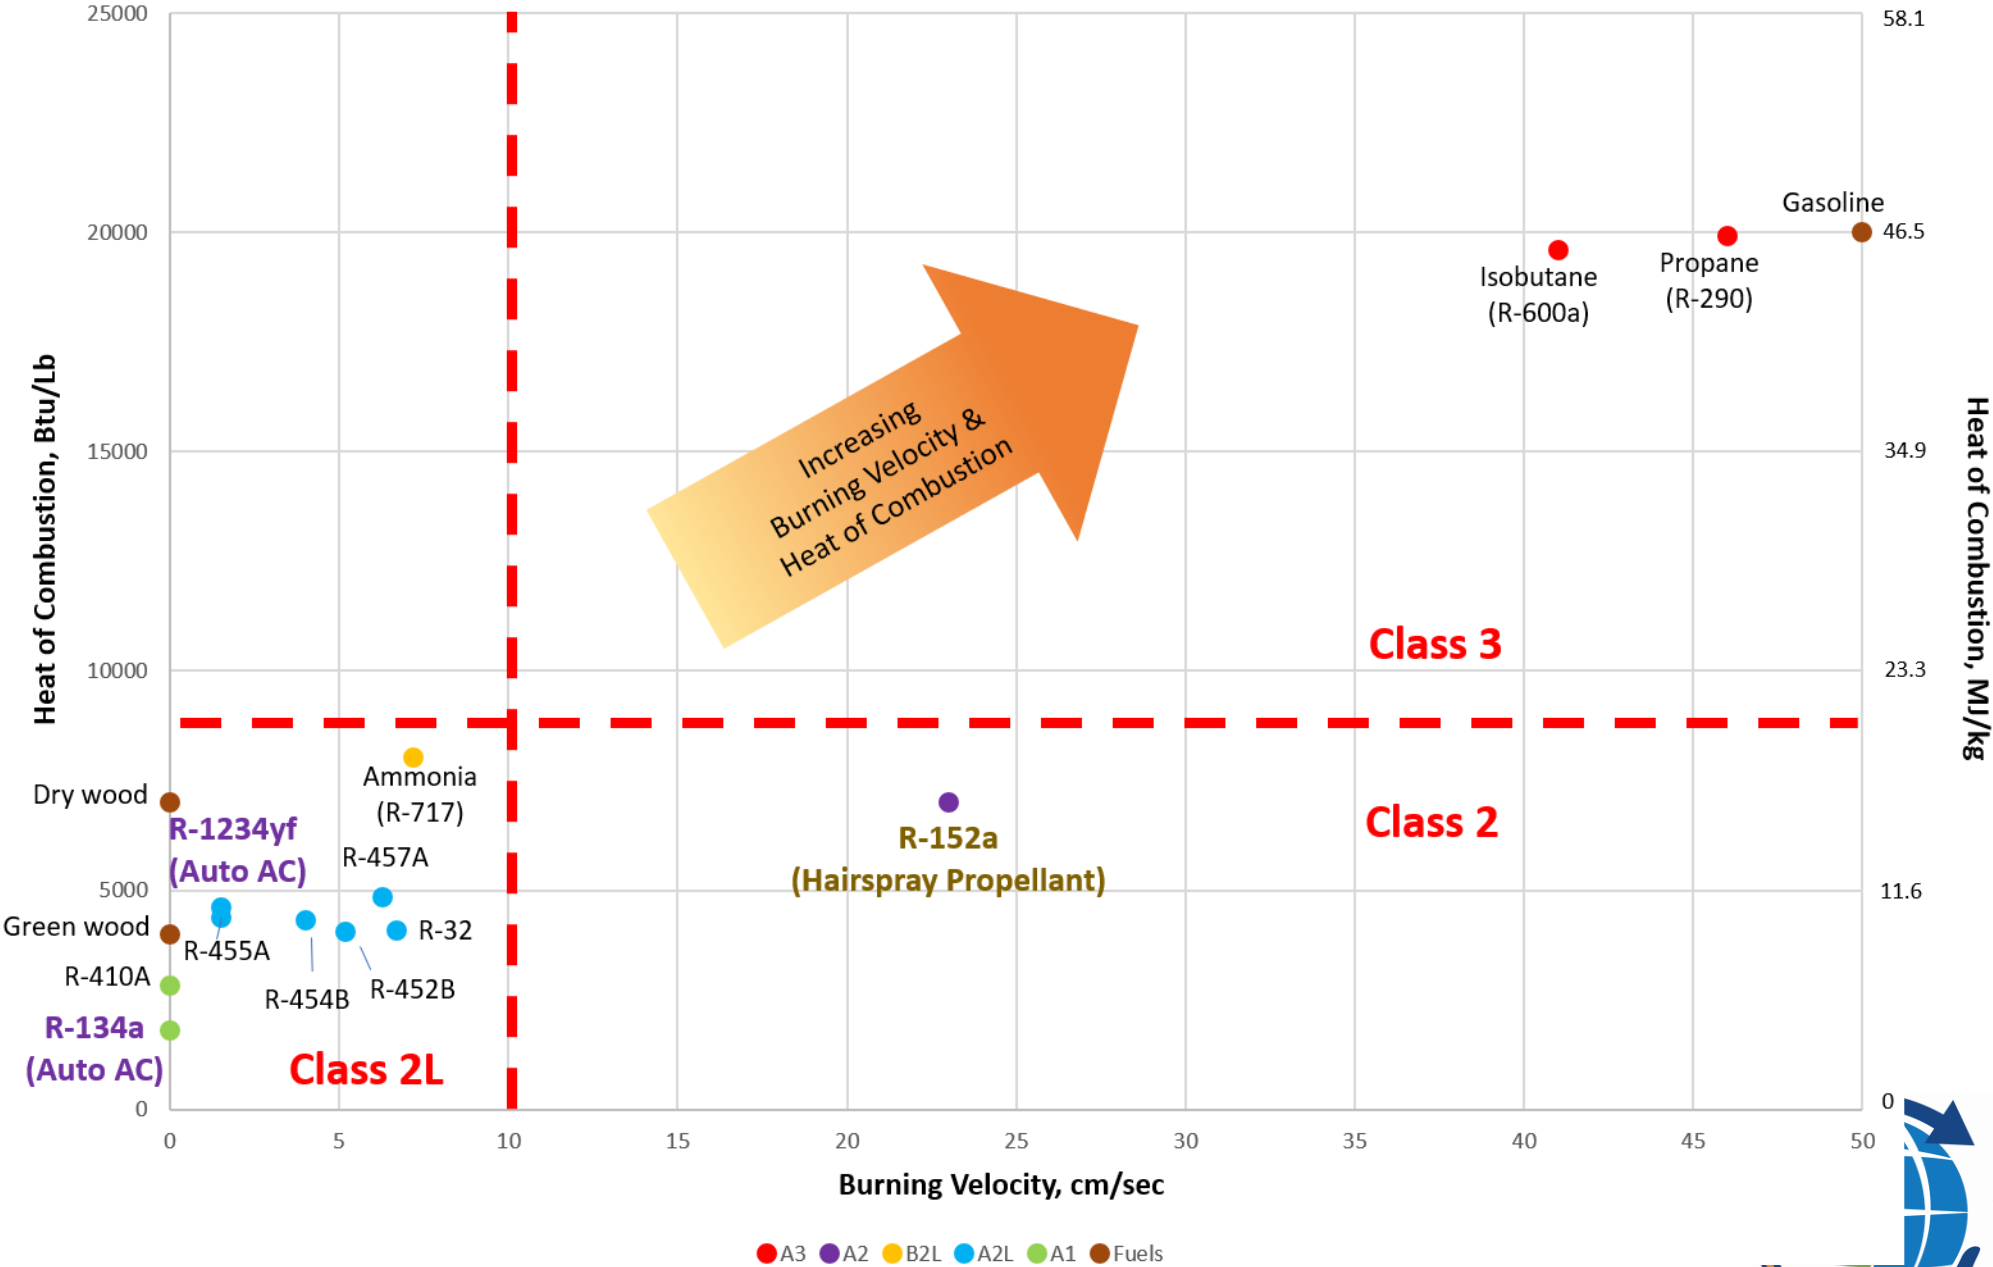 25000
58.1
Gasoline
20000
46.5
Isobutane
(R-600a)
Propane
(R-290)
Increasing
Burning Velocity &
Heat of Combustion
15000
34.9
Heat of Combustion, Btu/Lb
Heat of Combustion, MJ/kg
Class 3
10000
23.3
Ammonia
(R-717)
Dry wood
R-1234yf
(Auto AC)
R-457A
R-152a
(Hairspray Propellant)
Class 2
5000
11.6
Green wood
R-455A
R-32
R-410A
R-454B
R-452B
R-134a
(Auto AC)
Class 2L
0
0
0
5
10
15
20
25
30
35
40
45
50
Burning Velocity, cm/sec
A3
A2
B2L
A2L
A1
Fuels